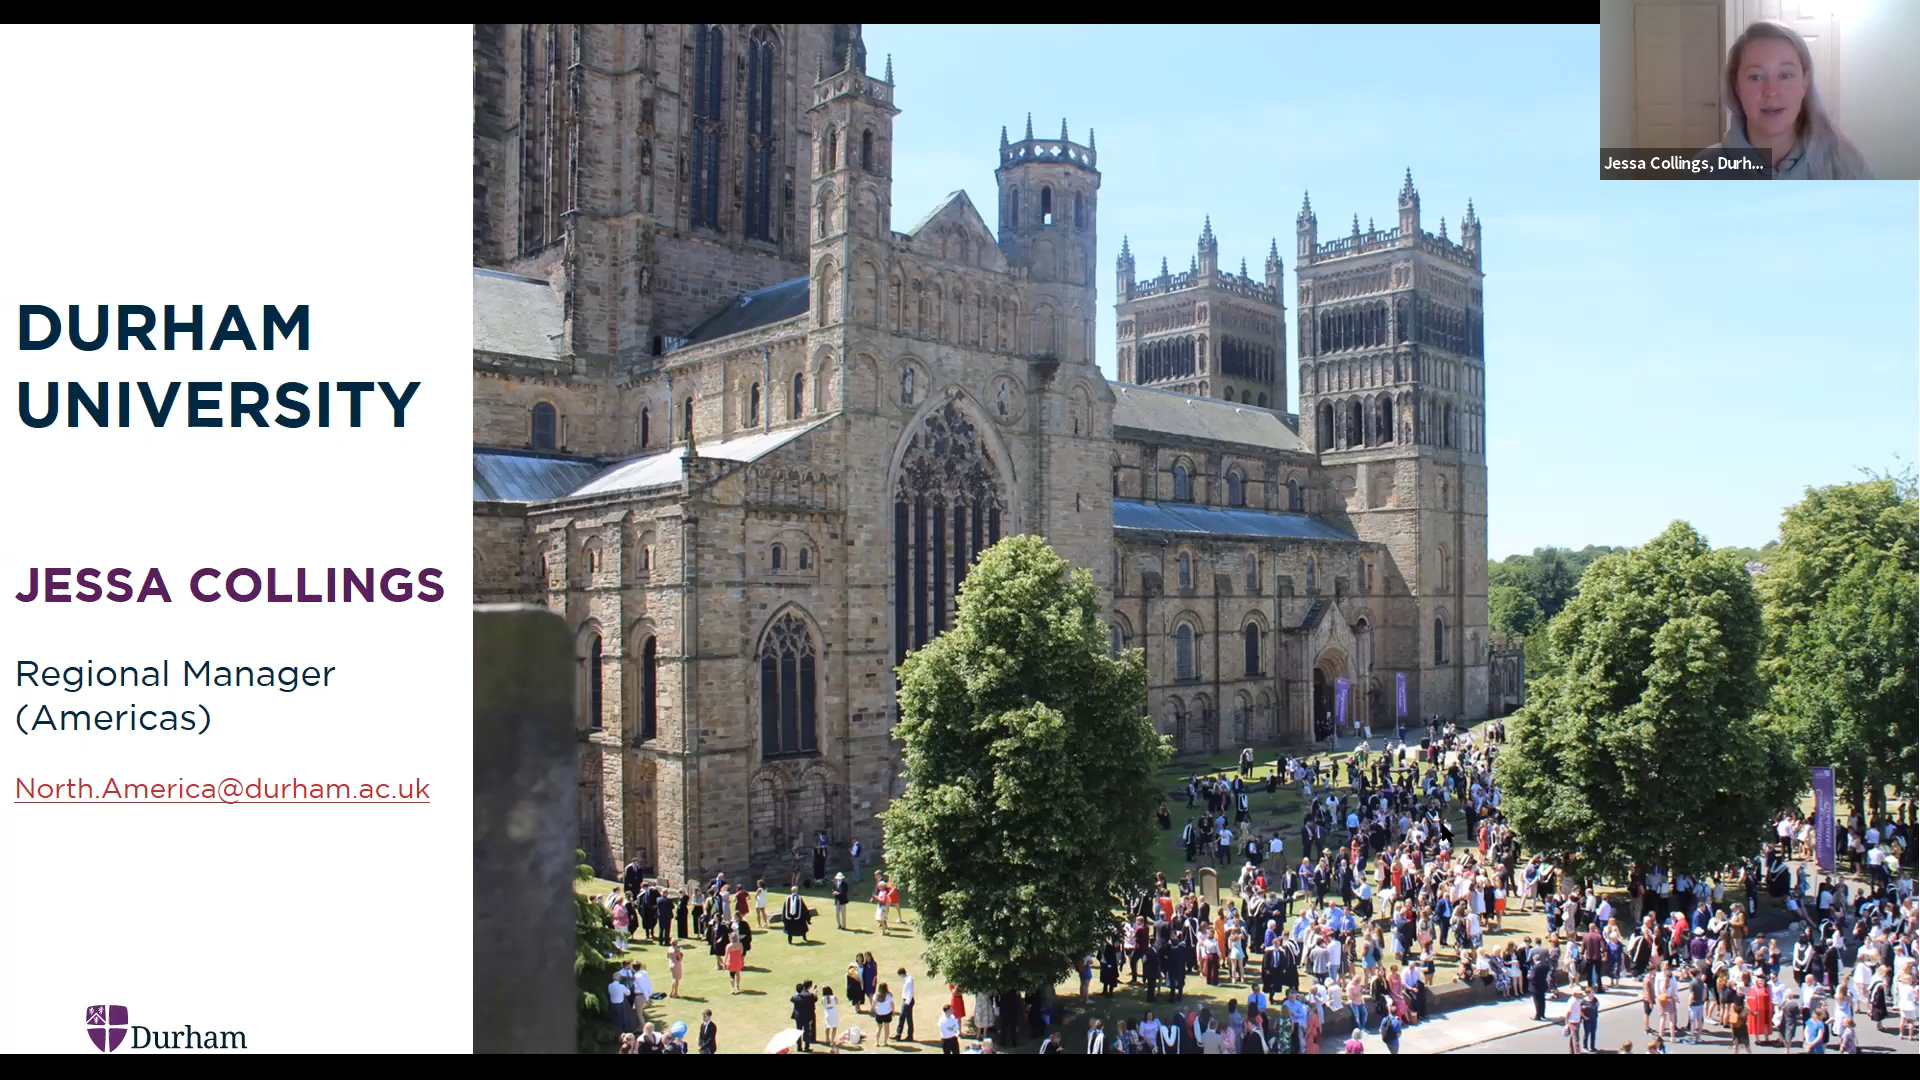 DURHAM
UNIVERSITY
JESSA COLLINGS
Regional Manager
(Americas)
North.America@durham.ac.uk
Durham
Jessa Collings, Durh...